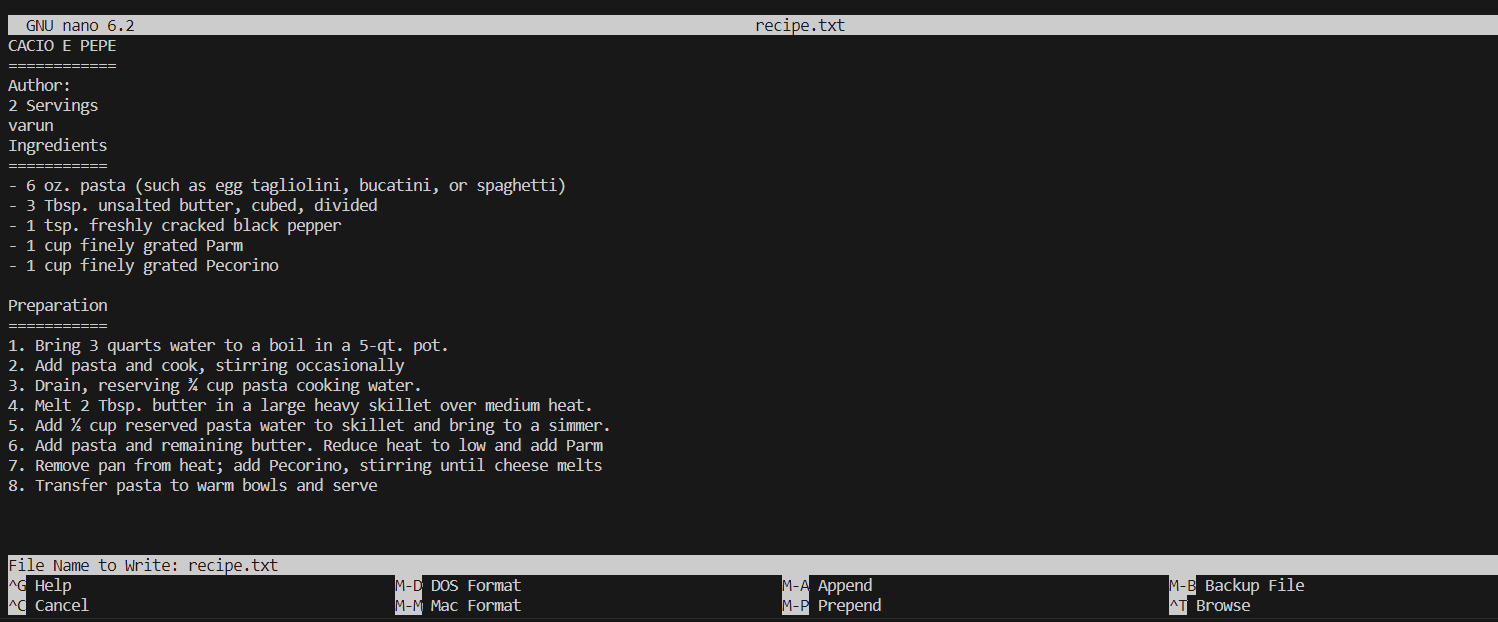 GNU nano 6.2 recipe.txt
CACIO E PEPE
============
Author:
2 Servings
varun
Ingredients
===========
- 6 oz. pasta (such as egg tagliolini, bucatini, or spaghetti)
- 3 Tbsp. unsalted butter, cubed, divided
- 1 tsp. freshly cracked black pepper
- 1 cup finely grated Parm
- 1 cup finely grated Pecorino

Preparation
===========
1. Bring 3 quarts water to a boil in a 5-qt. pot.
2. Add pasta and cook, stirring occasionally
3. Drain, reserving ¾ cup pasta cooking water.
4. Melt 2 Tbsp. butter in a large heavy skillet over medium heat.
5. Add ½ cup reserved pasta water to skillet and bring to a simmer.
6. Add pasta and remaining butter. Reduce heat to low and add Parm
7. Remove pan from heat; add Pecorino, stirring until cheese melts
8. Transfer pasta to warm bowls and serve

File Name to Write: recipe.txt
^G Help M-D DOS Format M-A Append M-B Backup File
^C Cancel M-M Mac Format M-P Prepend ^T Browse